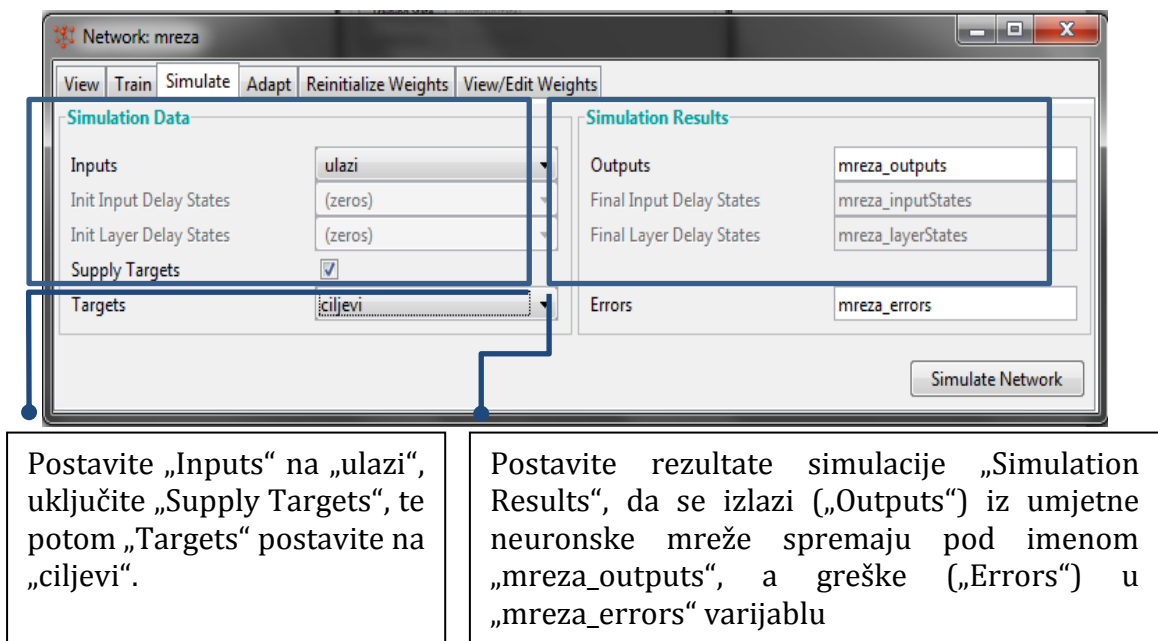 Network: mreza
View Train Simulate Adapt Reinitialize Weights View/Edit Weights
Simulation Data
Inputs ulazi
Init Input Delay States (zeros)
Init Layer Delay States (zeros)
Supply Targets
Targets ciljevi
Simulation Results
Outputs mreza_outputs
Final Input Delay States mreza_inputStates
Final Layer Delay States mreza_layerStates
Errors mreza_errors
Simulate Network
Postavite „Inputs“ na „ulazi“,
uključite „Supply Targets“, te
potom „Targets“ postavite na
„ciljevi“.
Postavite rezultate simulacije „Simulation
Results“, da se izlazi („Outputs“) iz umjetne
neuronske mreže spremaju pod imenom
„mreza_outputs“, a greške („Errors“) u
„mreza_errors“ varijablu